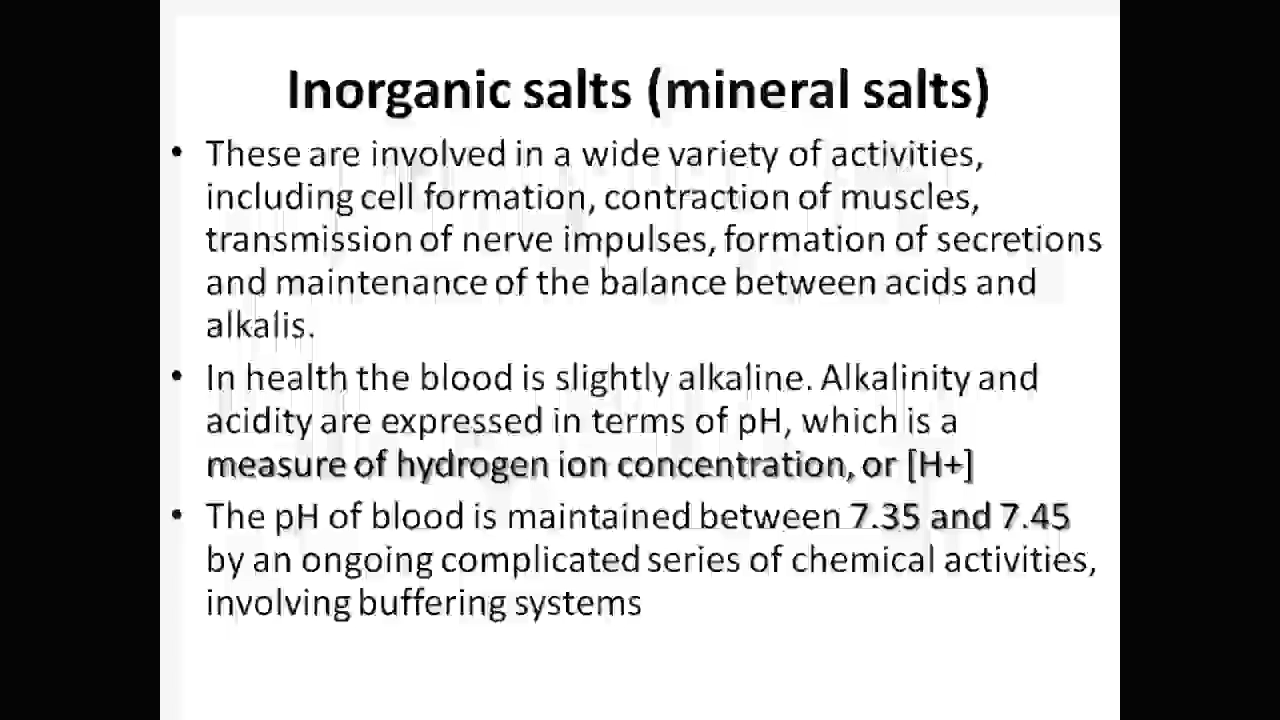 Inorganic salts (mineral salts)
• These are involved in a wide variety of activities,
including cell formation, contraction of muscles,
transmission of nerve impulses, formation of secretions
and maintenance of the balance between acids and
alkalis.
• In health the blood is slightly alkaline. Alkalinity and
acidity are expressed in terms of pH, which is a
measure of hydrogen ion concentration, or [H+]
• The pH of blood is maintained between 7.35 and 7.45
by an ongoing complicated series of chemical activities,
involving buffering systems